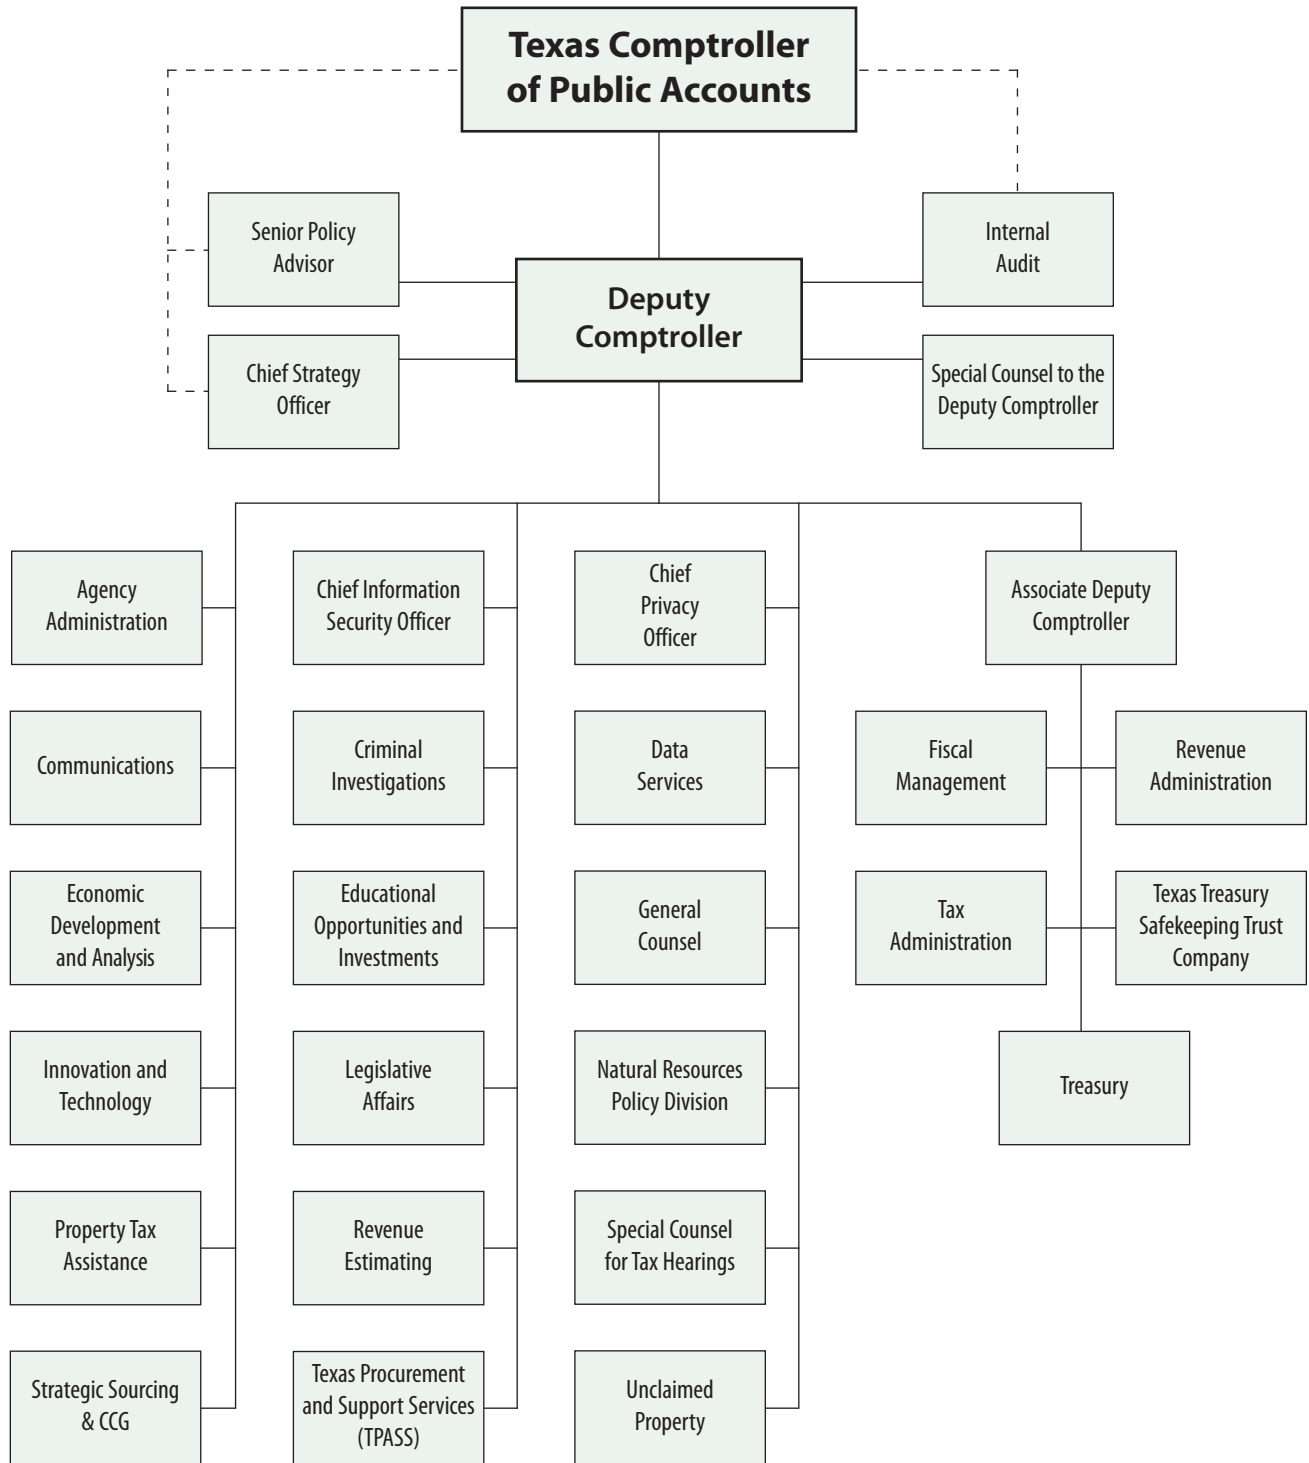 Texas Comptroller
of Public Accounts
Senior Policy
Advisor
Internal
Audit
Deputy
Comptroller
Chief Strategy
Officer
Special Counsel to the
Deputy Comptroller
Agency
Administration
Chief Information
Security Officer
Chief
Privacy
Officer
Associate Deputy
Comptroller
Communications
Criminal
Investigations
Data
Services
Fiscal
Management
Revenue
Administration
Economic
Development
and Analysis
Educational
Opportunities and
Investments
General
Counsel
Tax
Administration
Texas Treasury
Safekeeping Trust
Company
Innovation and
Technology
Legislative
Affairs
Natural Resources
Policy Division
Treasury
Property Tax
Assistance
Revenue
Estimating
Special Counsel
for Tax Hearings
Strategic Sourcing
& CCG
Texas Procurement
and Support Services
(TPASS)
Unclaimed
Property